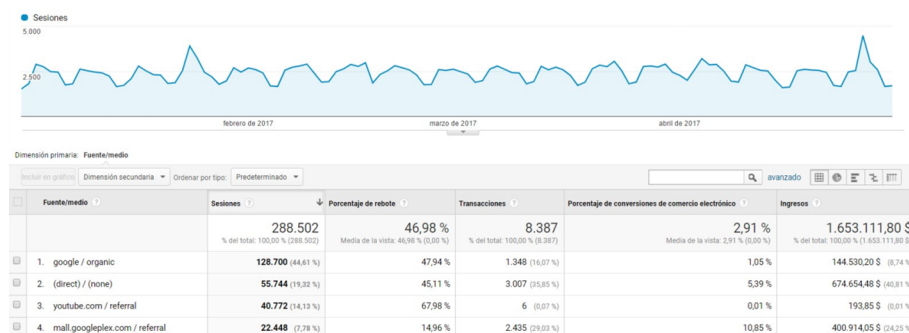 Sesiones
5.000
2.500
febrero de 2017 marzo de 2017 abril de 2017
Dimensión primaria: Fuente/medio
Incluir en gráfico Dimensión secundaria Ordenar por tipo: Predeterminado avanzado
Fuente/medio Sesiones Porcentaje de rebote Transacciones Porcentaje de conversiones de comercio electrónico Ingresos
288.502 46,98 % 8.387 2,91 % 1.653.111,80 $
% del total: 100,00 % (288.502) Media de la vista: 46,98 % (0,00 %) % del total: 100,00 % (8.387) Media de la vista: 2,91 % (0,00 %) % del total: 100,00 % (1.653.111,80 $
1. google / organic 128.700 (44,61 %) 47,94 % 1.348 (16,07 %) 1,05 % 144.530,20 $ (8,74 %
2. (direct) / (none) 55.744 (19,32 %) 45,11 % 3.007 (35,85 %) 5,39 % 674.654,48 $ (40,81 %
3. youtube.com / referral 40.772 (14,13 %) 67,98 % 6 (0,07 %) 0,01 % 193,85 $ (0,01 %
4. mall.googleplex.com / referral 22.448 (7,78 %) 14,96 % 2.435 (29,03 %) 10,85 % 400.914,05 $ (24,25 %